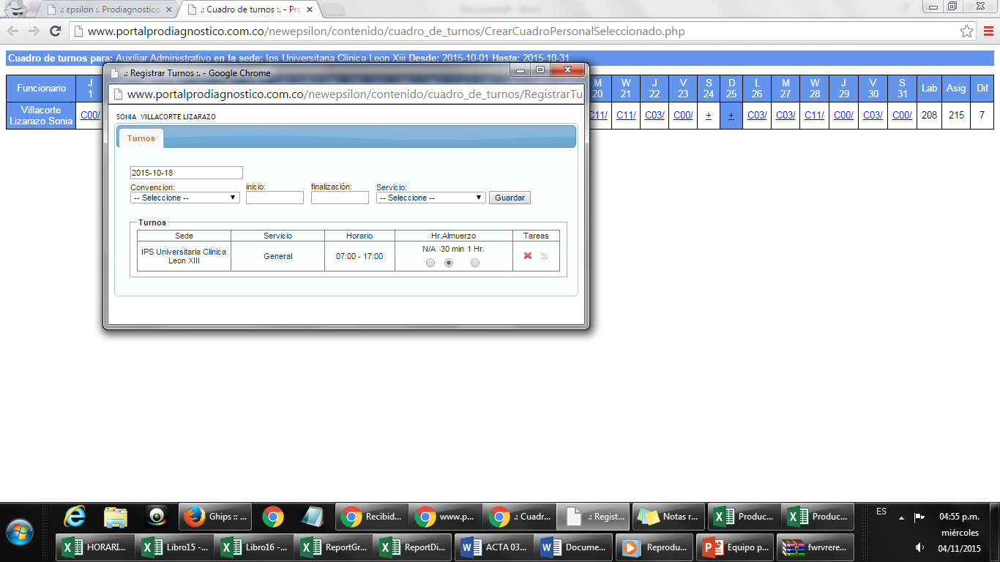 .: epsilon :. Prodiagnostico
.: Cuadro de turnos :. - Pro
www.portalprodiagnostico.com.co/newepsilon/contenido/cuadro_de_turnos/CrearCuadroPersonalSeleccionado.php
Cuadro de turnos para: Auxiliar Administrativo en la sede: Ips Universitaria Clinica Leon Xiii Desde: 2015-10-01 Hasta: 2015-10-31
Funcionario J 1 M 20 W 21 J 22 V 23 S 24 D 25 L 26 M 27 W 28 J 29 V 30 S 31 Lab Asig Dif
Villacorte Lizarazo Sonia C00/ C11/ C11/ C03/ C00/ + + C03/ C03/ C11/ C00/ C03/ C00/ 208 215 7
.: Registrar Turnos :. - Google Chrome
www.portalprodiagnostico.com.co/newepsilon/contenido/cuadro_de_turnos/RegistrarTu
SONIA VILLACORTE LIZARAZO
Turnos
2015-10-18
Convencion: inicio: finalización: Servicio:
-- Seleccione -- -- Seleccione -- Guardar
Turnos
Sede Servicio Horario Hr.Almuerzo Tareas
IPS Universitaria Clinica Leon XIII General 07:00 - 17:00 N/A 30 min 1 Hr.
Ghips :: ... Recibid... www.p... .: Cuadr... .: Regist... Notas r... Produc... Produc... ES 04:55 p.m.
miércoles
HORARI... Libro15 -... Libro16 -... ReportGr... ReportDi... ACTA 03... Docume... Reprodu... Equipo p... fwrvrere... 04/11/2015